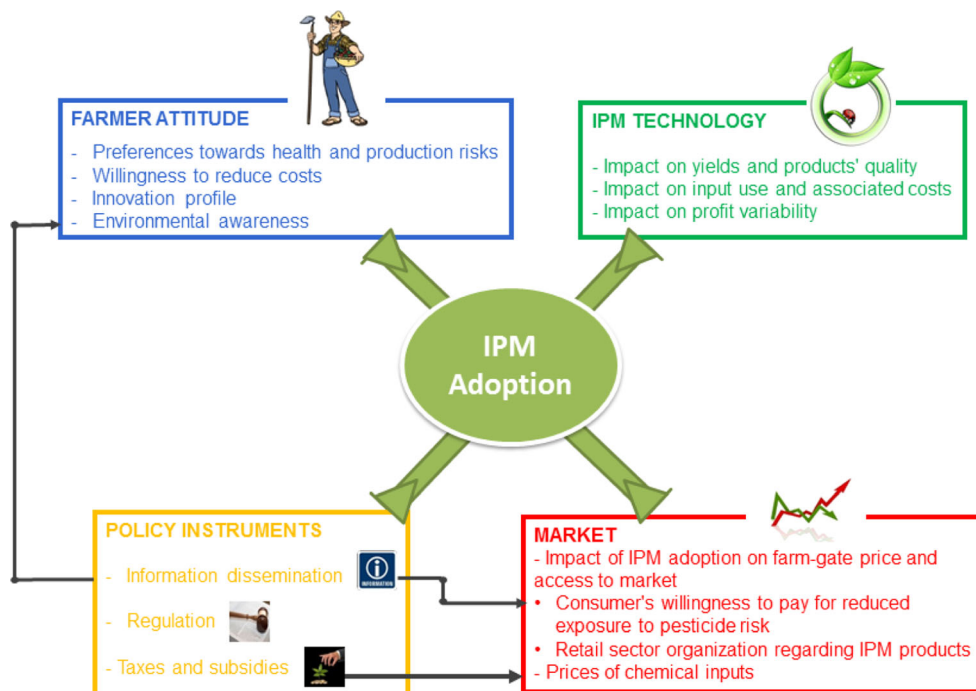 FARMER ATTITUDE
- Preferences towards health and production risks
- Willingness to reduce costs
- Innovation profile
- Environmental awareness
IPM TECHNOLOGY
- Impact on yields and products' quality
- Impact on input use and associated costs
- Impact on profit variability
IPM
Adoption
POLICY INSTRUMENTS
- Information dissemination
INFORMATION
- Regulation
- Taxes and subsidies
MARKET
- Impact of IPM adoption on farm-gate price and
access to market
• Consumer's willingness to pay for reduced
exposure to pesticide risk
• Retail sector organization regarding IPM products
- Prices of chemical inputs